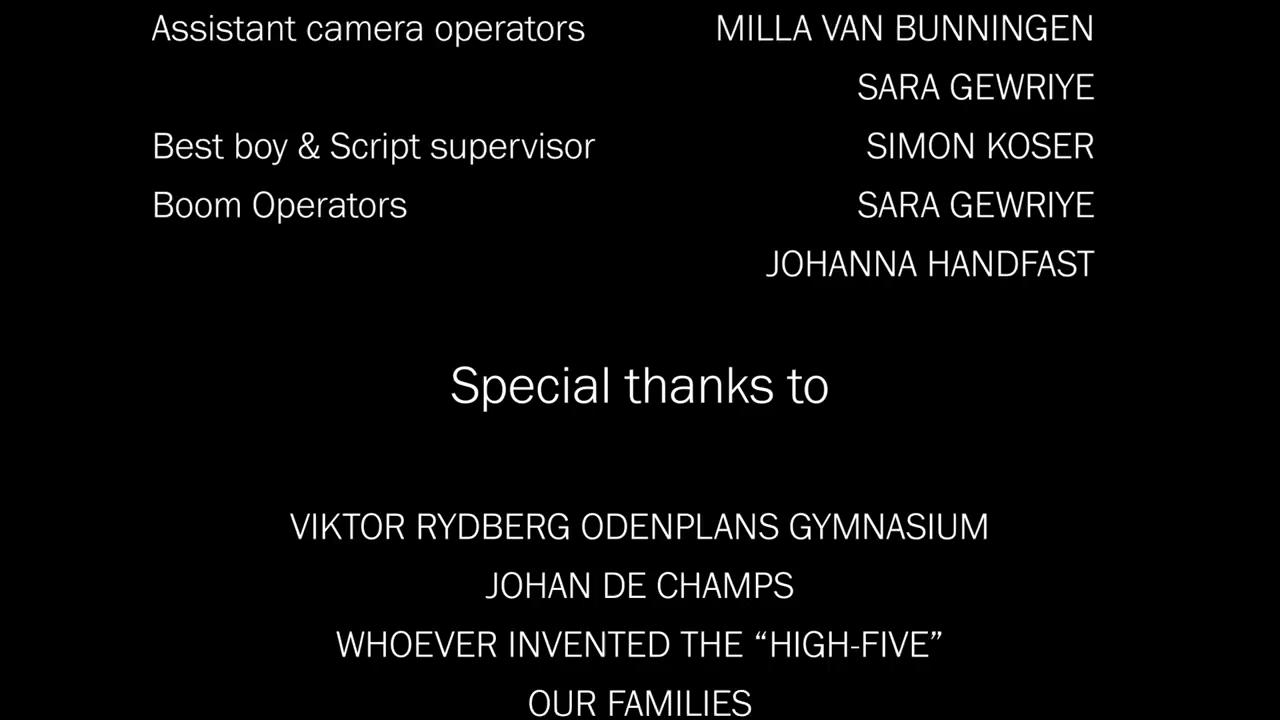 Assistant camera operators MILLA VAN BUNNINGEN
SARA GEWRIYE
Best boy & Script supervisor SIMON KOSER
Boom Operators SARA GEWRIYE
JOHANNA HANDFAST
Special thanks to
VIKTOR RYDBERG ODENPLANS GYMNASIUM
JOHAN DE CHAMPS
WHOEVER INVENTED THE “HIGH-FIVE”
OUR FAMILIES